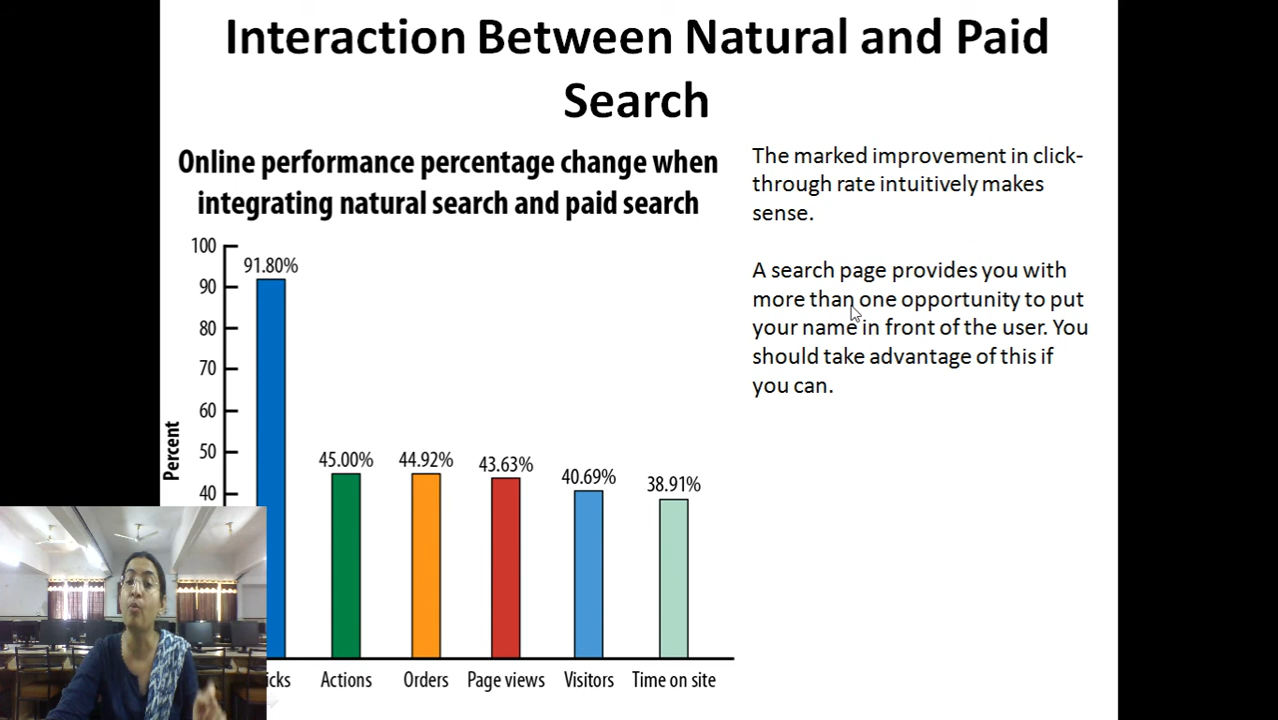 Interaction Between Natural and Paid
Search
Online performance percentage change when
integrating natural search and paid search
The marked improvement in click-
through rate intuitively makes
sense.
A search page provides you with
more than one opportunity to put
your name in front of the user. You
should take advantage of this if
you can.
Percent
100
90
80
70
60
50
40
91.80%
45.00%
44.92%
43.63%
40.69%
38.91%
icks
Actions
Orders
Page views
Visitors
Time on site